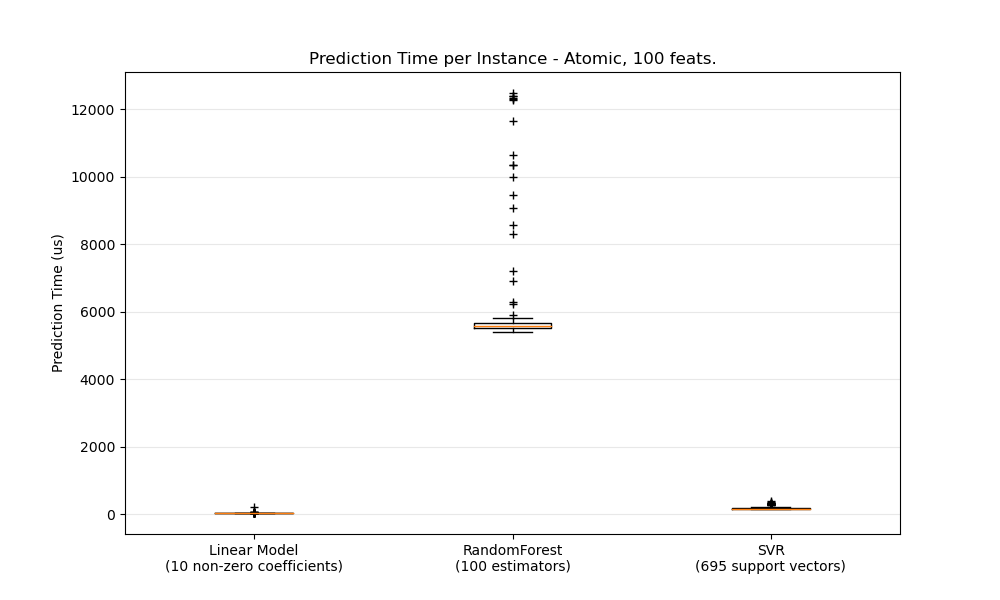 Prediction Time per Instance - Atomic, 100 feats.
Prediction Time (us)
12000
10000
8000
6000
4000
2000
0
Linear Model
(10 non-zero coefficients)
RandomForest
(100 estimators)
SVR
(695 support vectors)